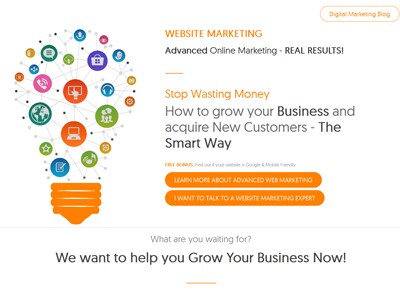 Digital Marketing Blog
WEBSITE MARKETING
Advanced Online Marketing - REAL RESULTS!
Stop Wasting Money
How to grow your Business and
acquire New Customers - The
Smart Way
FREE BONUS: Find out if your website is Google & Mobile Friendly
LEARN MORE ABOUT ADVANCED WEB MARKETING
I WANT TO TALK TO A WEBSITE MARKETING EXPERT
What are you waiting for?
We want to help you Grow Your Business Now!